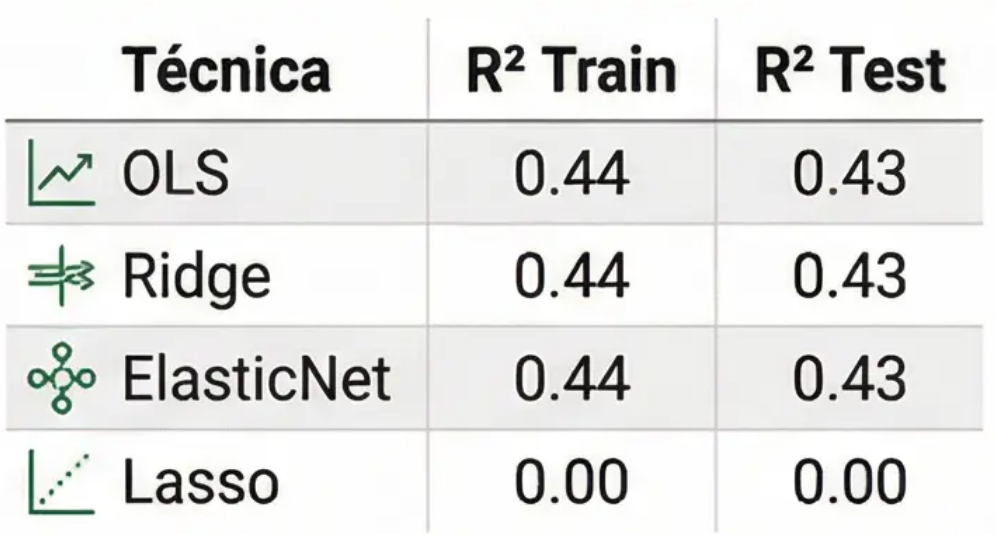 Técnica R² Train R² Test
OLS 0.44 0.43
Ridge 0.44 0.43
ElasticNet 0.44 0.43
Lasso 0.00 0.00